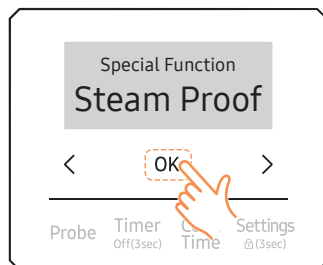 Special Function
Steam Proof
< OK >
Probe Timer Settings
Off(3sec) Time (3sec)